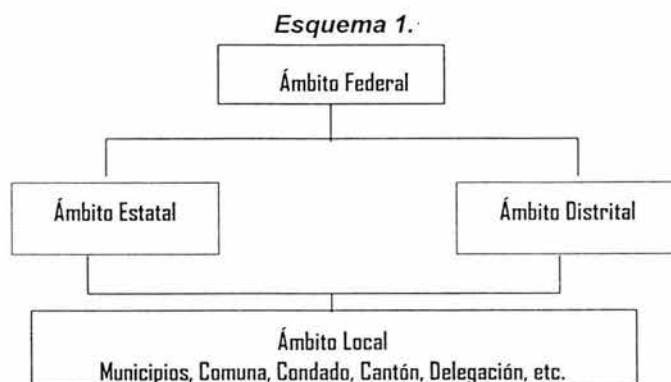 Esquema 1.
Ámbito Federal
Ámbito Estatal
Ámbito Distrital
Ámbito Local
Municipios, Comuna, Condado, Cantón, Delegación, etc.